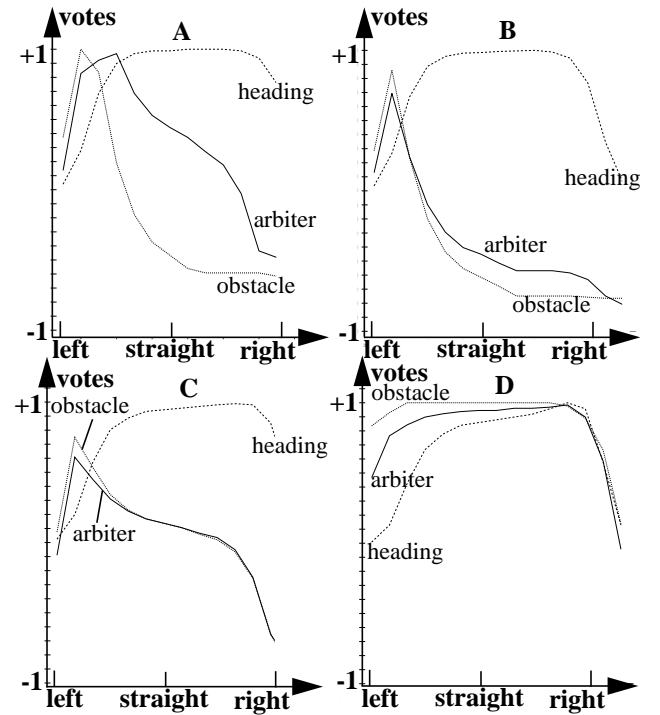 votes
A
+1
heading
arbiter
obstacle
-1
left straight right
votes
B
+1
heading
arbiter
obstacle
-1
left straight right
votes
C
+1
obstacle
heading
arbiter
-1
left straight right
votes
D
obstacle
+1
arbiter
heading
-1
left straight right